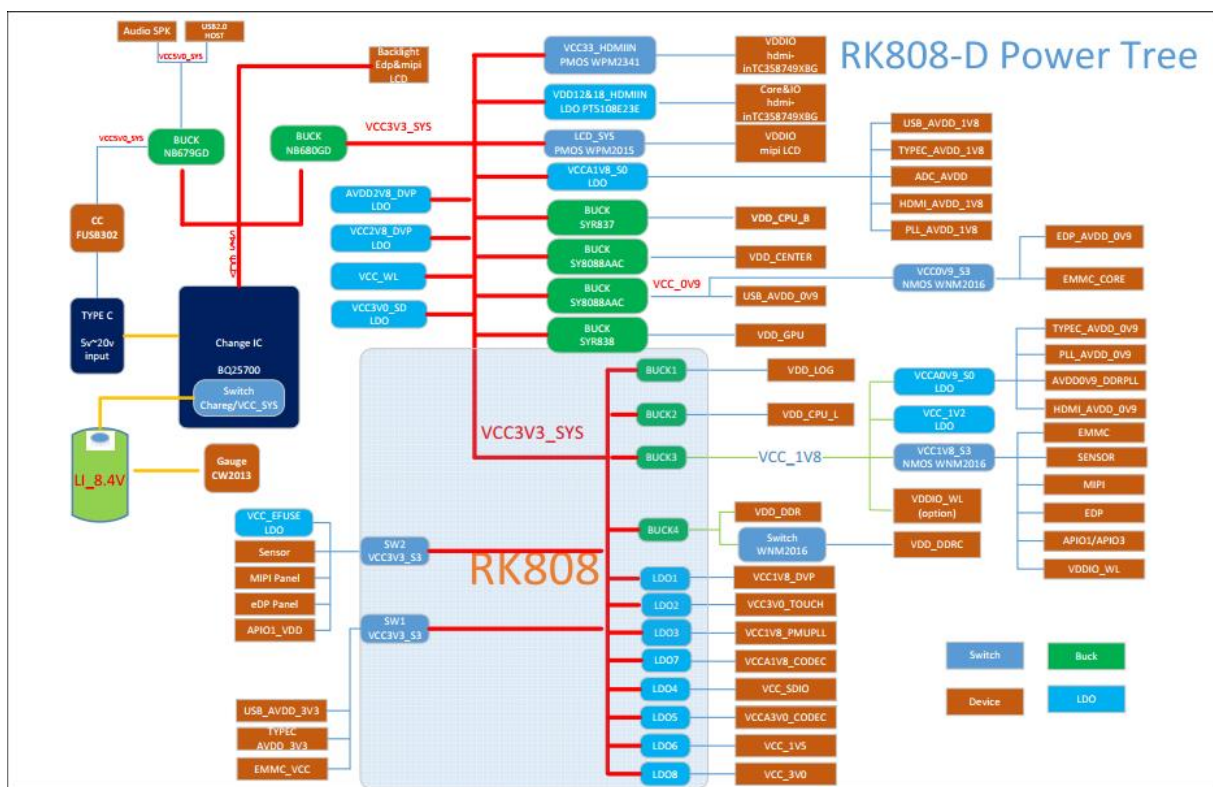 RK808-D Power Tree
Audio SPK
USB2.0
HOST
VCC5V0_SYS
VCC5V0_SYS
BUCK
NB679GD
BUCK
NB680GD
Backlight
Edp&mipi
LCD
VCC3V3_SYS
CC
FUSB302
TYPE C
5v~20v
input
Change IC
BQ25700
Switch
Chareg/VCC_SYS
LI_8.4V
Gauge
CW2013
AVDD2V8_DVP
LDO
VCC2V8_DVP
LDO
VCC_WL
VCC3V0_SD
LDO
VCC33_HDMIIN
PMOS WPM2341
VDDIO
hdmi-
inTC358749XBG
VDD12&18_HDMIIN
LDO PT5108E23E
Core&IO
hdmi-
inTC358749XBG
LCD_SYS
PMOS WPM2015
VDDIO
mipi LCD
VCCA1V8_S0
LDO
USB_AVDD_1V8
TYPEC_AVDD_1V8
ADC_AVDD
HDMI_AVDD_1V8
PLL_AVDD_1V8
BUCK
SYR837
VDD_CPU_B
BUCK
SY8088AAC
VDD_CENTER
BUCK
SY8088AAC
VCC_0V9
USB_AVDD_0V9
VCC0V9_S3
NMOS WNM2016
EDP_AVDD_0V9
EMMC_CORE
BUCK
SYR838
VDD_GPU
VCC3V3_SYS
RK808
BUCK1
VDD_LOG
BUCK2
VDD_CPU_L
BUCK3
VCC_1V8
VCCA0V9_S0
LDO
TYPEC_AVDD_0V9
PLL_AVDD_0V9
AVDD0V9_DDRPLL
HDMI_AVDD_0V9
VCC_1V2
LDO
VCC1V8_S3
NMOS WNM2016
EMMC
SENSOR
MIPI
EDP
APIO1/APIO3
VDDIO_WL
VDDIO_WL
(option)
BUCK4
VDD_DDR
Switch
WNM2016
VDD_DDRC
LDO1
VCC1V8_DVP
LDO2
VCC3V0_TOUCH
LDO3
VCC1V8_PMUPLL
LDO7
VCCA1V8_CODEC
LDO4
VCC_SDIO
LDO5
VCCA3V0_CODEC
LDO6
VCC_1V5
LDO8
VCC_3V0
VCC_EFUSE
LDO
Sensor
MIPI Panel
eDP Panel
APIO1_VDD
SW2
VCC3V3_S3
SW1
VCC3V3_S3
USB_AVDD_3V3
TYPEC
AVDD_3V3
EMMC_VCC
Switch
Buck
Device
LDO